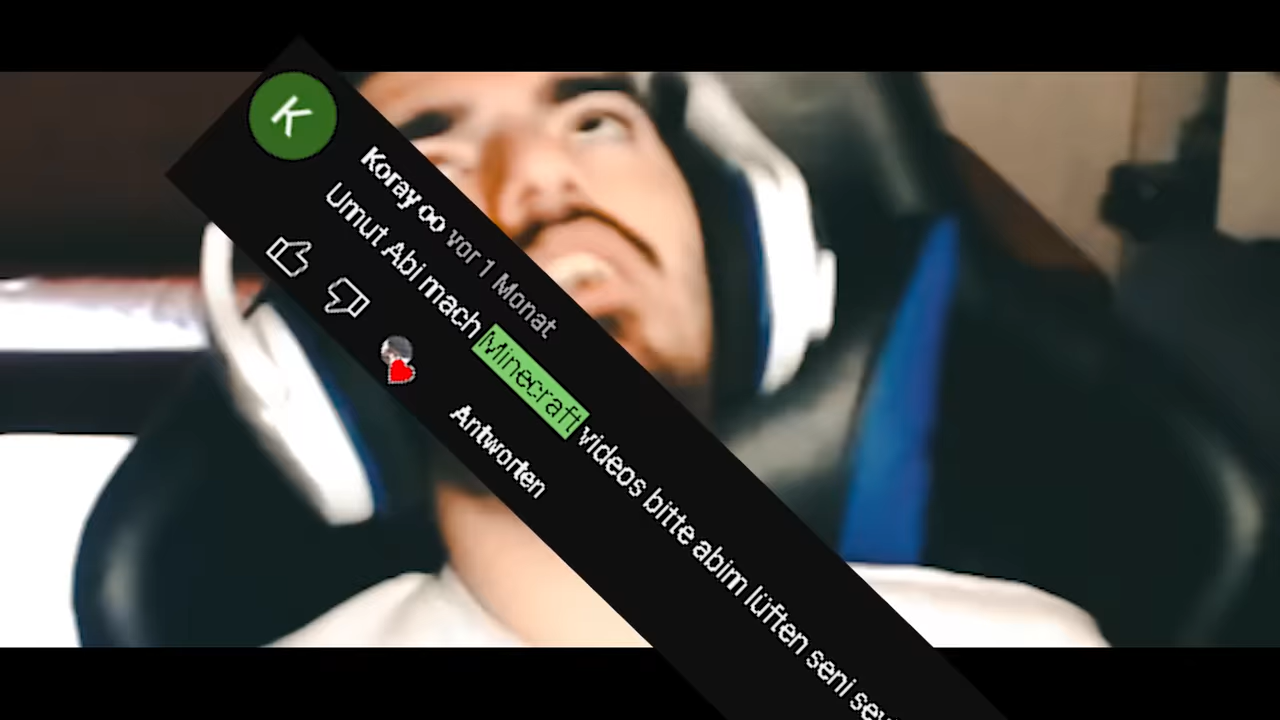 K
Koray oo vor 1 Monat
Umut Abi mach Minecraft videos bitte abim lüften seni
Antworten